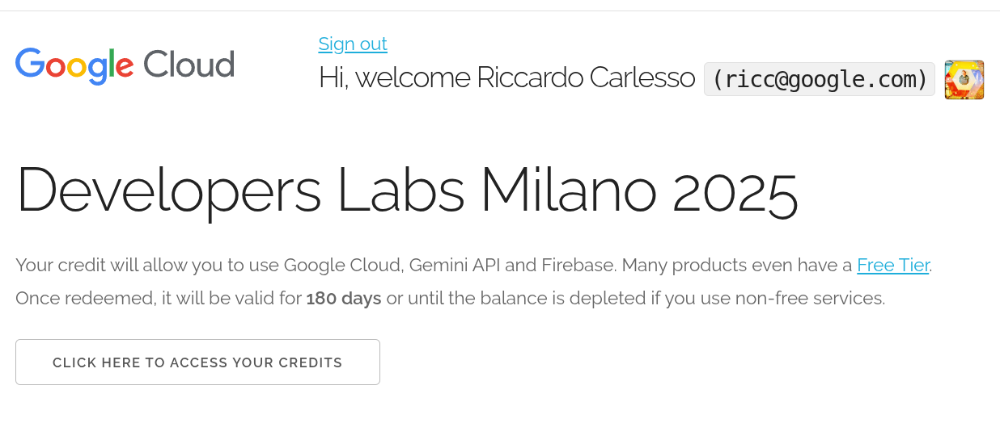 Sign out
Google Cloud
Hi, welcome Riccardo Carlesso (ricc@google.com)
Developers Labs Milano 2025
Your credit will allow you to use Google Cloud, Gemini API and Firebase. Many products even have a Free Tier.
Once redeemed, it will be valid for 180 days or until the balance is depleted if you use non-free services.
CLICK HERE TO ACCESS YOUR CREDITS